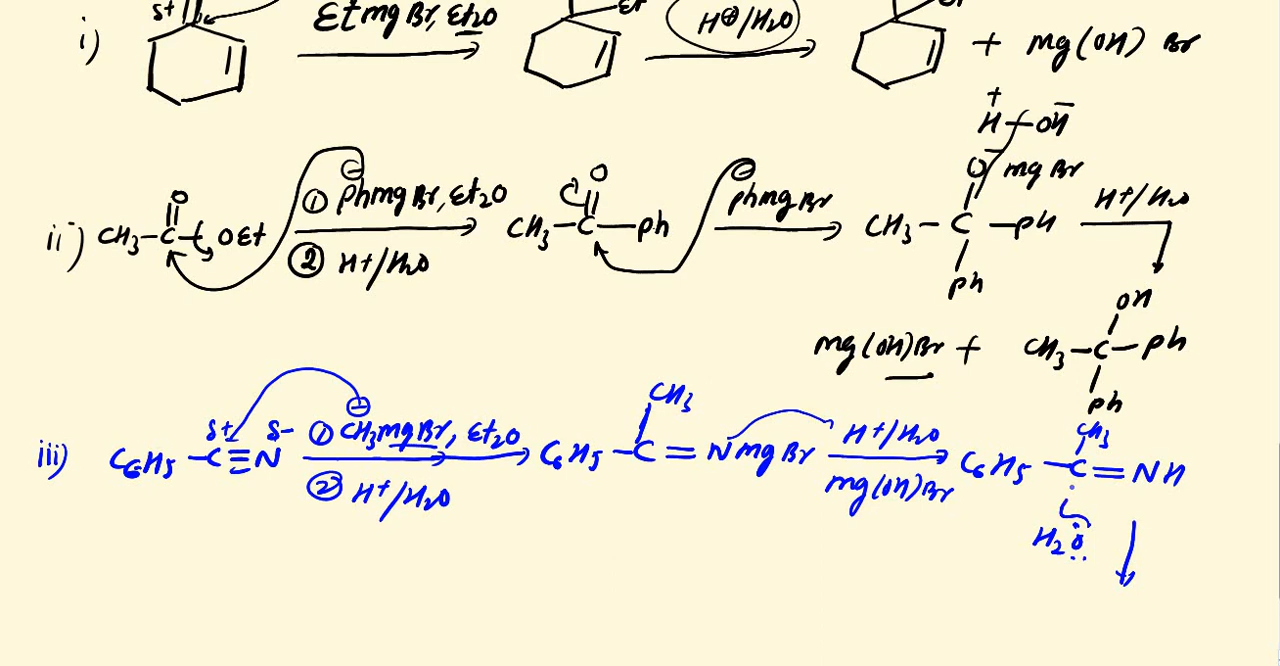 δ+
i) EtMgBr, Et2O Et H⊕/H2O + Mg(OH) Br
+
H OH-
O- MgBr
ii) CH3-C(=O)-OEt ① ⊖ PhMgBr, Et2O CH3-C(=O)-Ph ⊖ PhMgBr CH3-C-Ph H+/H2O
② H+/H2O
Ph
OH
Mg(OH)Br + CH3-C-Ph
Ph
CH3 CH3
iii) C6H5-C≡N δ+ δ- ① ⊖ CH3MgBr, Et2O C6H5-C=NMgBr H+/H2O C6H5-C=NH
② H+/H2O Mg(OH)Br
H2O